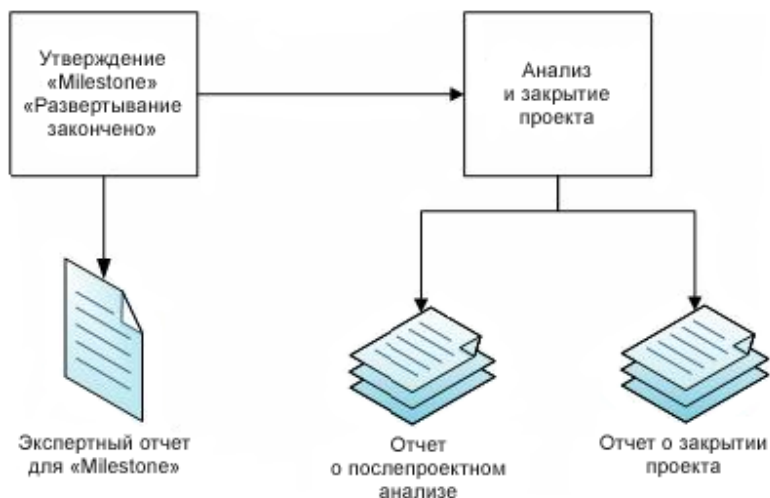 Утверждение
«Milestone»
«Развертывание
закончено»
Анализ
и закрытие
проекта
Экспертный отчет
для «Milestone»
Отчет
о послепроектном
анализе
Отчет о закрытии
проекта